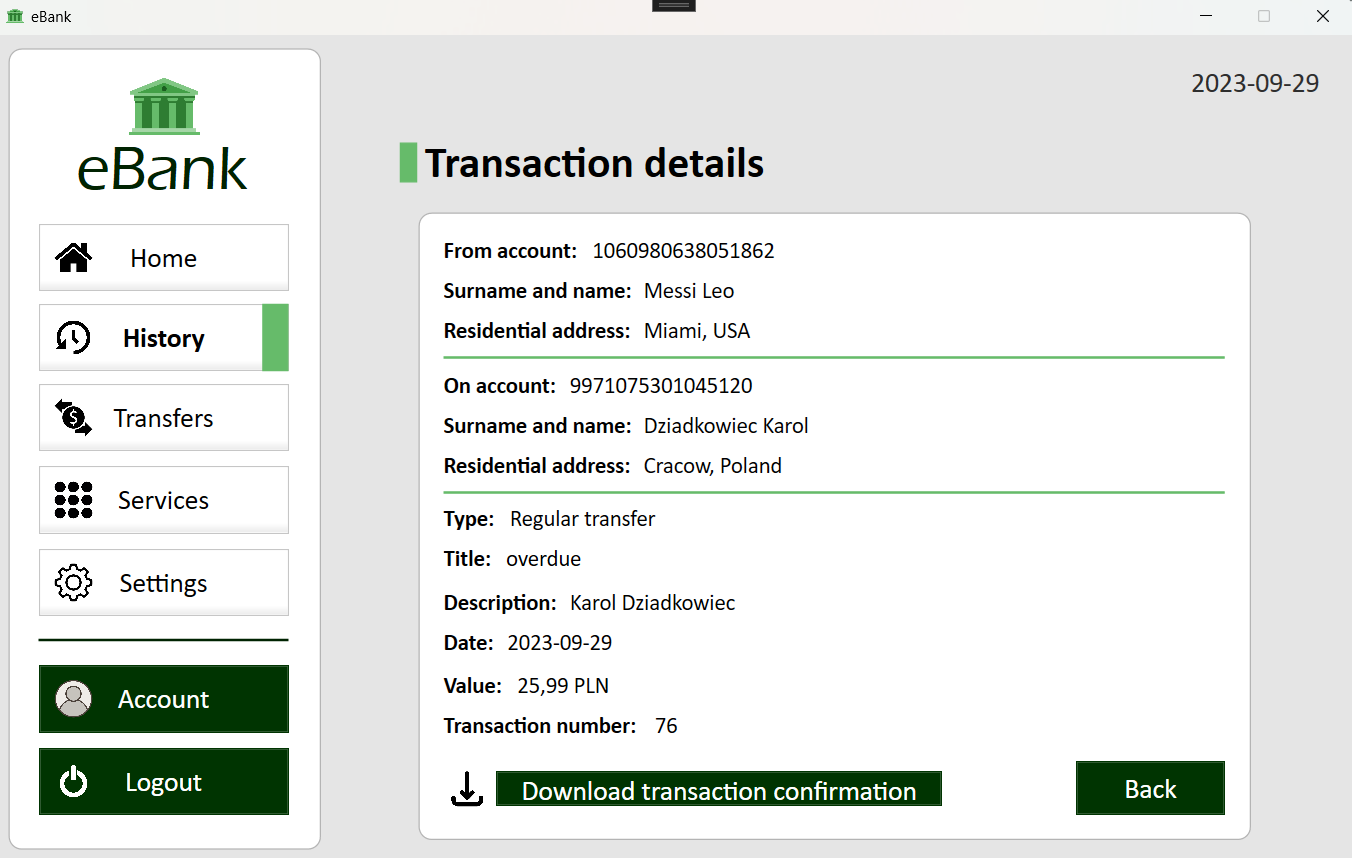 eBank
2023-09-29
eBank
Home
History
Transfers
$
Services
Settings
Account
Logout
Transaction details
From account: 1060980638051862
Surname and name: Messi Leo
Residential address: Miami, USA
On account: 9971075301045120
Surname and name: Dziadkowiec Karol
Residential address: Cracow, Poland
Type: Regular transfer
Title: overdue
Description: Karol Dziadkowiec
Date: 2023-09-29
Value: 25,99 PLN
Transaction number: 76
Download transaction confirmation
Back